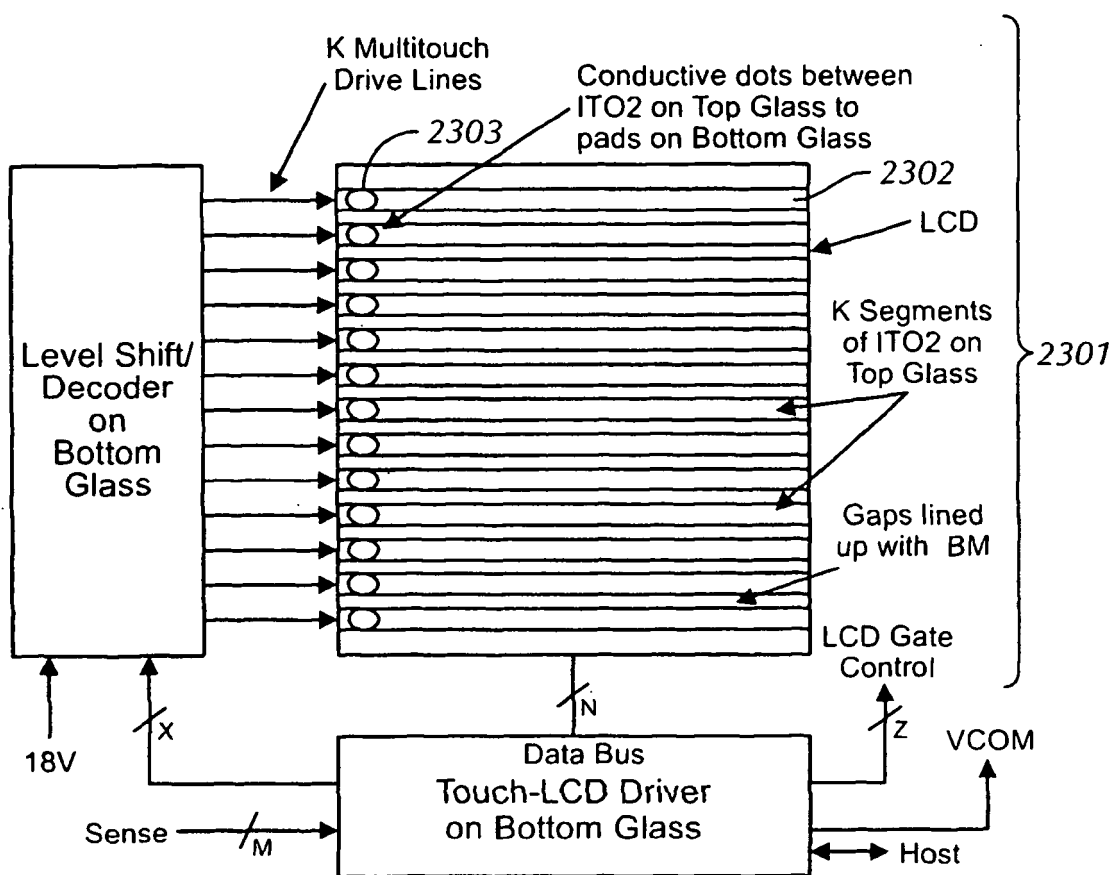 K Multitouch
Drive Lines
Conductive dots between
ITO2 on Top Glass to
pads on Bottom Glass
2303
2302
LCD
K Segments
of ITO2 on
Top Glass
2301
Level Shift/
Decoder
on
Bottom
Glass
Gaps lined
up with BM
LCD Gate
Control
18V
X
N
Z
VCOM
Data Bus
Touch-LCD Driver
on Bottom Glass
Sense
M
Host